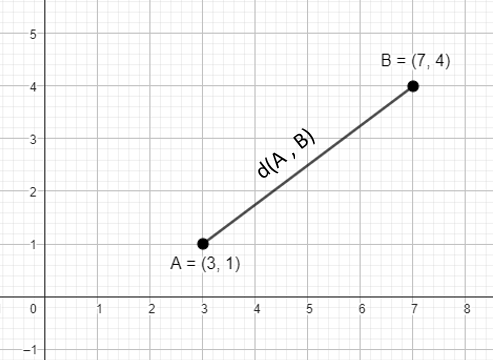 5
B = (7, 4)
4
3
d(A , B)
2
1
A = (3, 1)
0 1 2 3 4 5 6 7 8
–1